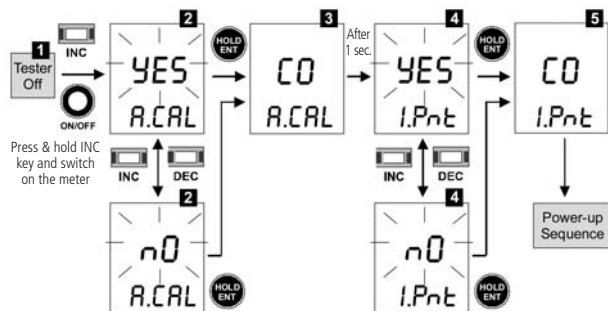 1
Tester
Off
INC
ON/OFF
Press & hold INC
key and switch
on the meter
2
YES
A.CAL
INC
DEC
2
nO
A.CAL
HOLD
ENT
HOLD
ENT
3
CO
A.CAL
After
1 sec.
4
YES
1.Pnt
INC
DEC
4
nO
1.Pnt
HOLD
ENT
HOLD
ENT
5
CO
1.Pnt
Power-up
Sequence